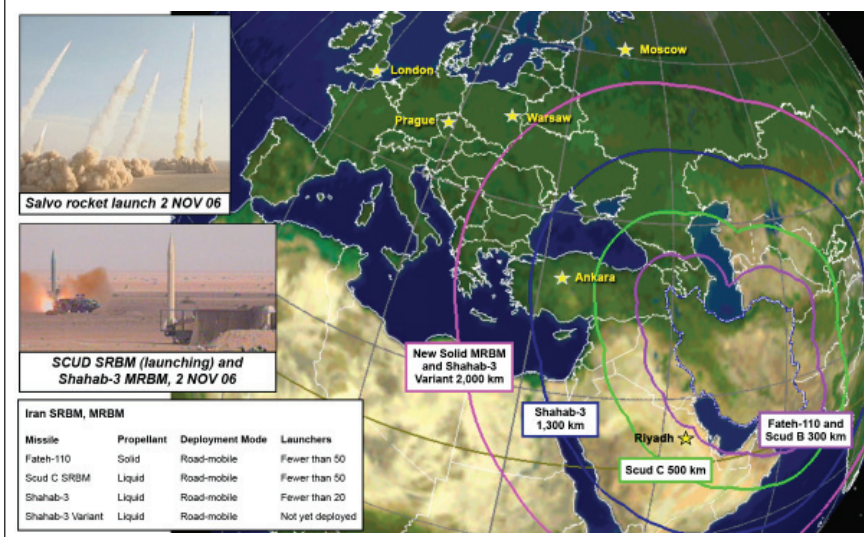 Salvo rocket launch 2 NOV 06
SCUD SRBM (launching) and
Shahab-3 MRBM, 2 NOV 06
Iran SRBM, MRBM
Missile Propellant Deployment Mode Launchers
Fateh-110 Solid Road-mobile Fewer than 50
Scud C SRBM Liquid Road-mobile Fewer than 50
Shahab-3 Liquid Road-mobile Fewer than 20
Shahab-3 Variant Liquid Road-mobile Not yet deployed
Moscow
London
Prague
Warsaw
Ankara
New Solid MRBM
and Shahab-3
Variant 2,000 km
Shahab-3
1,300 km
Riyadh
Fateh-110 and
Scud B 300 km
Scud C 500 km